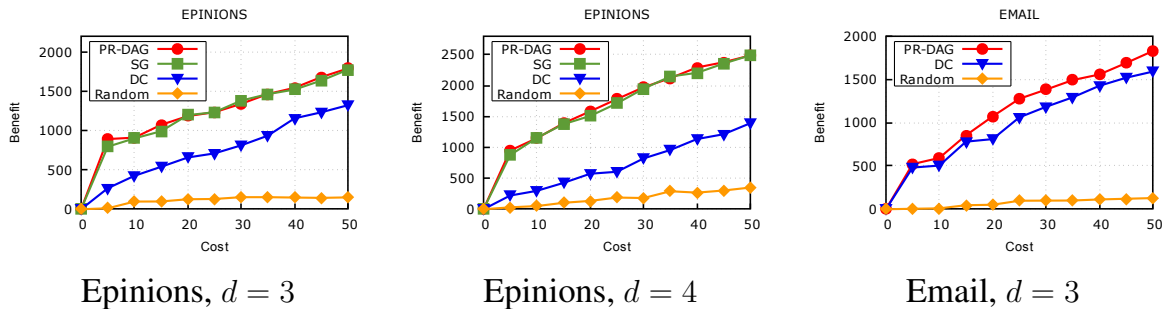 EPINIONS
Benefit
2000
1500
1000
500
0
PR-DAG
SG
DC
Random
0 10 20 30 40 50
Cost
Epinions, d = 3
EPINIONS
Benefit
2500
2000
1500
1000
500
0
PR-DAG
SG
DC
Random
0 10 20 30 40 50
Cost
Epinions, d = 4
EMAIL
Benefit
2000
1500
1000
500
0
PR-DAG
DC
Random
0 10 20 30 40 50
Cost
Email, d = 3